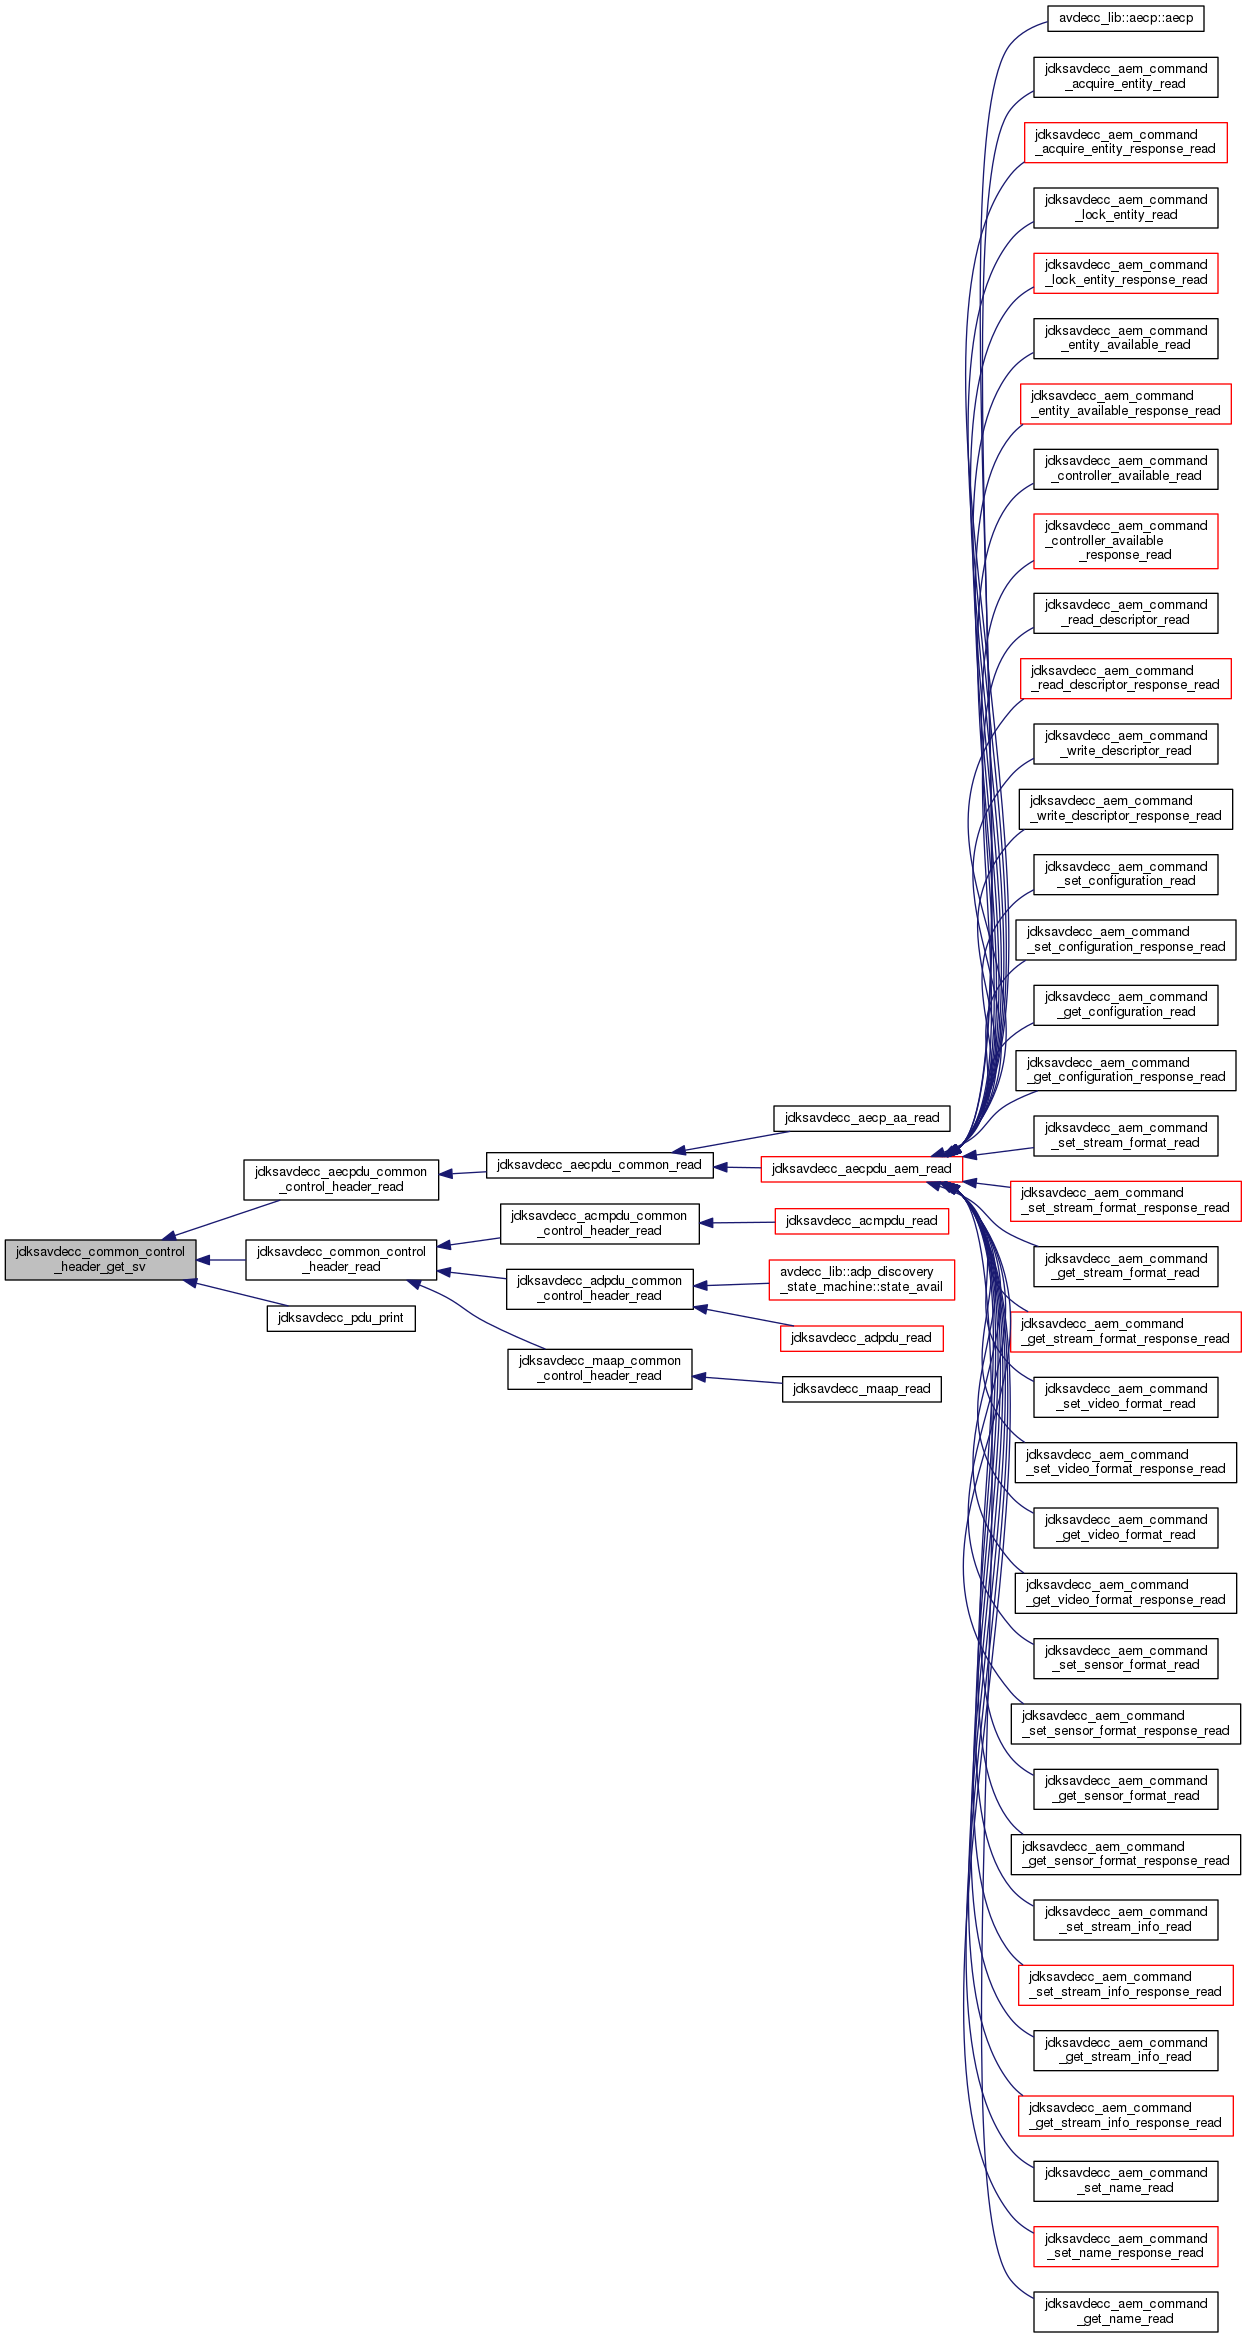 avdecc_lib::aecp::aecp
jdksavdecc_aem_command
_acquire_entity_read
jdksavdecc_aem_command
_acquire_entity_response_read
jdksavdecc_aem_command
_lock_entity_read
jdksavdecc_aem_command
_lock_entity_response_read
jdksavdecc_aem_command
_entity_available_read
jdksavdecc_aem_command
_entity_available_response_read
jdksavdecc_aem_command
_controller_available_read
jdksavdecc_aem_command
_controller_available
_response_read
jdksavdecc_aem_command
_read_descriptor_read
jdksavdecc_aem_command
_read_descriptor_response_read
jdksavdecc_aem_command
_write_descriptor_read
jdksavdecc_aem_command
_write_descriptor_response_read
jdksavdecc_aem_command
_set_configuration_read
jdksavdecc_aem_command
_set_configuration_response_read
jdksavdecc_aem_command
_get_configuration_read
jdksavdecc_aem_command
_get_configuration_response_read
jdksavdecc_aecp_aa_read
jdksavdecc_aem_command
_set_stream_format_read
jdksavdecc_aecpdu_common
_control_header_read
jdksavdecc_aecpdu_common_read
jdksavdecc_aecpdu_aem_read
jdksavdecc_aem_command
_set_stream_format_response_read
jdksavdecc_acmpdu_common
_control_header_read
jdksavdecc_acmpdu_read
jdksavdecc_common_control
_header_get_sv
jdksavdecc_common_control
_header_read
jdksavdecc_aem_command
_get_stream_format_read
jdksavdecc_adpdu_common
_control_header_read
avdecc_lib::adp_discovery
_state_machine::state_avail
jdksavdecc_pdu_print
jdksavdecc_adpdu_read
jdksavdecc_aem_command
_get_stream_format_response_read
jdksavdecc_maap_common
_control_header_read
jdksavdecc_maap_read
jdksavdecc_aem_command
_set_video_format_read
jdksavdecc_aem_command
_set_video_format_response_read
jdksavdecc_aem_command
_get_video_format_read
jdksavdecc_aem_command
_get_video_format_response_read
jdksavdecc_aem_command
_set_sensor_format_read
jdksavdecc_aem_command
_set_sensor_format_response_read
jdksavdecc_aem_command
_get_sensor_format_read
jdksavdecc_aem_command
_get_sensor_format_response_read
jdksavdecc_aem_command
_set_stream_info_read
jdksavdecc_aem_command
_set_stream_info_response_read
jdksavdecc_aem_command
_get_stream_info_read
jdksavdecc_aem_command
_get_stream_info_response_read
jdksavdecc_aem_command
_set_name_read
jdksavdecc_aem_command
_set_name_response_read
jdksavdecc_aem_command
_get_name_read